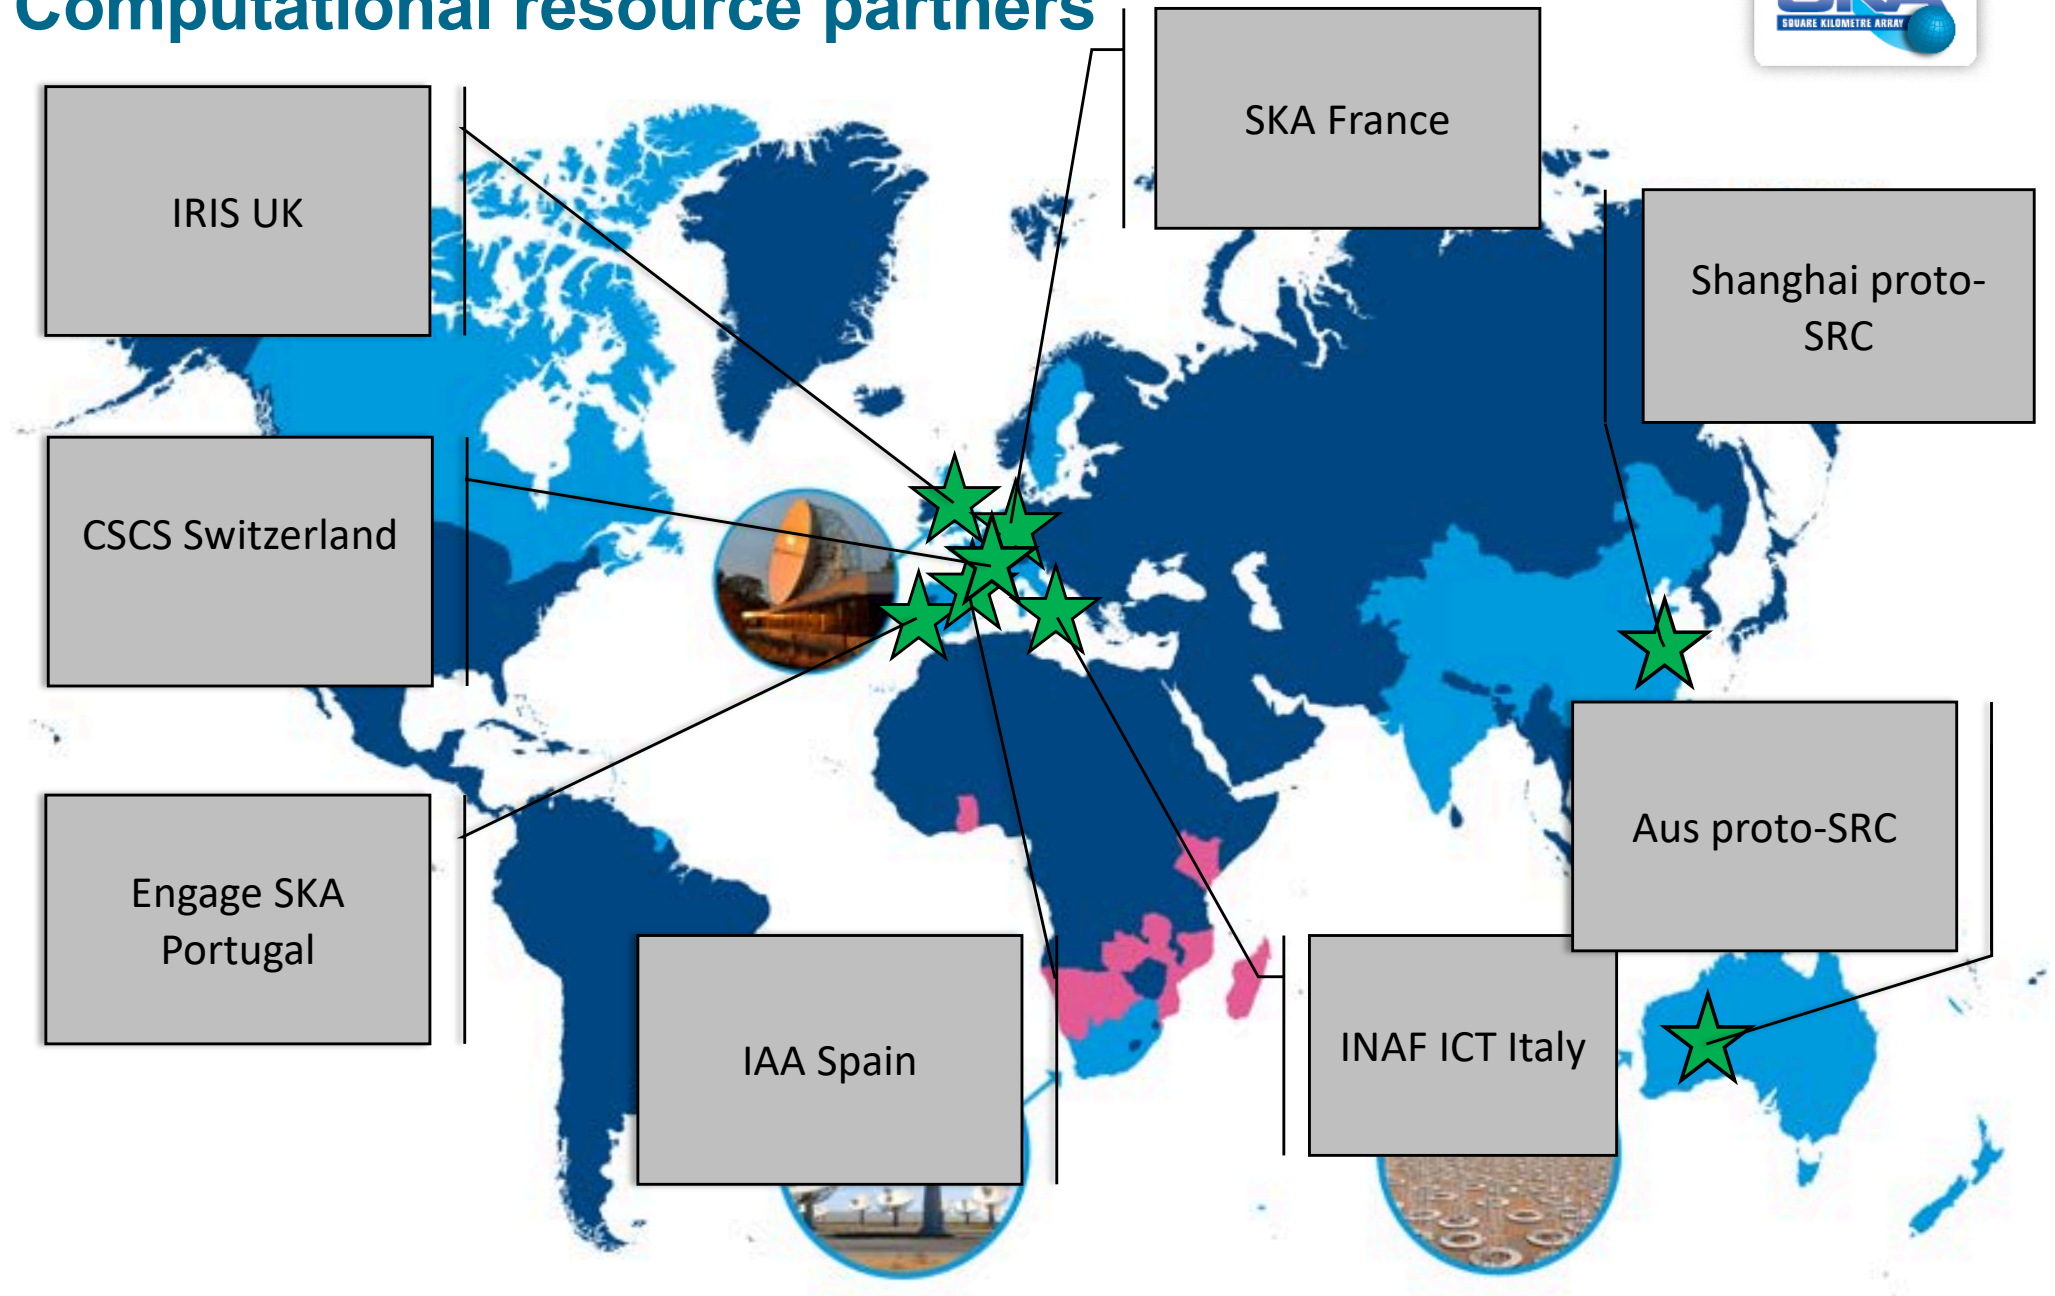 Computational resource partners
SQUARE KILOMETRE ARRAY
SKA France
IRIS UK
Shanghai proto-
SRC
CSCS Switzerland
Aus proto-SRC
Engage SKA
Portugal
IAA Spain
INAF ICT Italy